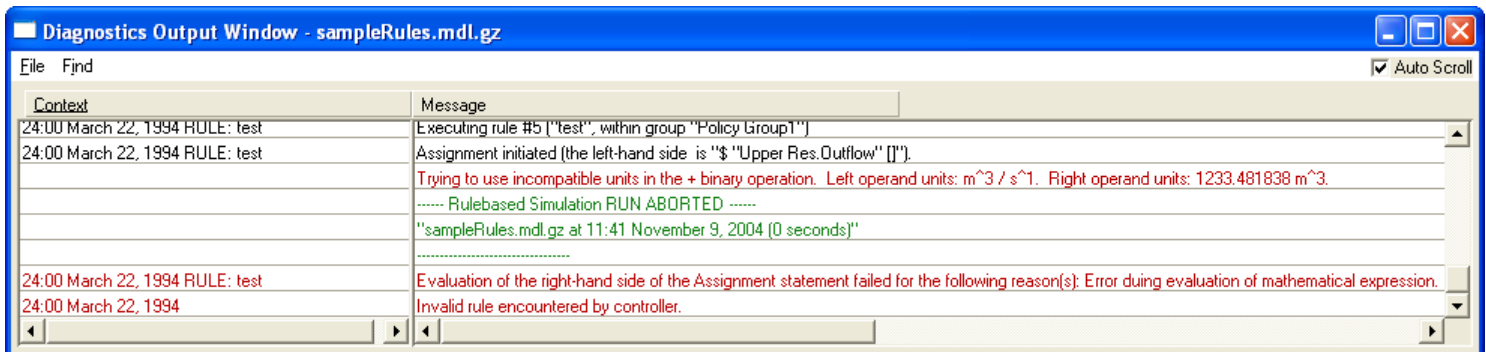 Diagnostics Output Window - sampleRules.mdl.gz
File Find
Auto Scroll
Context Message
24:00 March 22, 1994 RULE: test Executing rule #5 ("test", within group "Policy Group1")
24:00 March 22, 1994 RULE: test Assignment initiated (the left-hand side is "$ "Upper Res.Outflow" []").
Trying to use incompatible units in the + binary operation. Left operand units: m^3 / s^1. Right operand units: 1233.481838 m^3.
------ Rulebased Simulation RUN ABORTED ------
"sampleRules.mdl.gz at 11:41 November 9, 2004 (0 seconds)"
----------------------------------
24:00 March 22, 1994 RULE: test Evaluation of the right-hand side of the Assignment statement failed for the following reason(s): Error duing evaluation of mathematical expression.
24:00 March 22, 1994 Invalid rule encountered by controller.